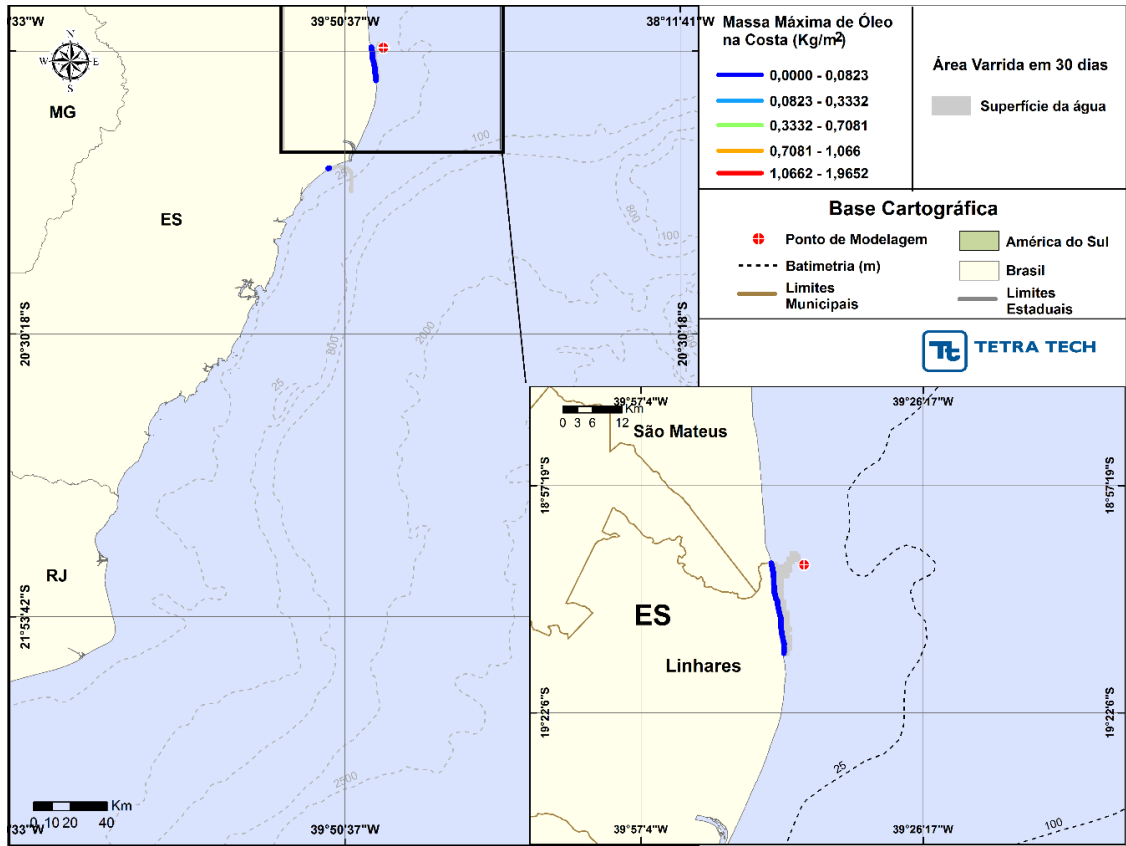 '33"W
39°50'37"W
38°11'41"W
N
W
E
S
MG
ES
RJ
100
25
800
100
800
2000
25
2500
20°30'18"S
20°30'18"S
21°53'42"S
Km
0 10 20 40
'33"W
39°50'37"W
Massa Máxima de Óleo
na Costa (Kg/m²)
0,0000 - 0,0823
0,0823 - 0,3332
0,3332 - 0,7081
0,7081 - 1,066
1,0662 - 1,9652
Área Varrida em 30 dias
Superfície da água
Base Cartográfica
Ponto de Modelagem
Batimetria (m)
Limites
Municipais
América do Sul
Brasil
Limites
Estaduais
Tt TETRA TECH
39°57'4"W
39°26'17"W
Km
0 3 6 12
São Mateus
18°57'19"S
18°57'19"S
ES
Linhares
19°22'6"S
19°22'6"S
25
100
39°57'4"W
39°26'17"W